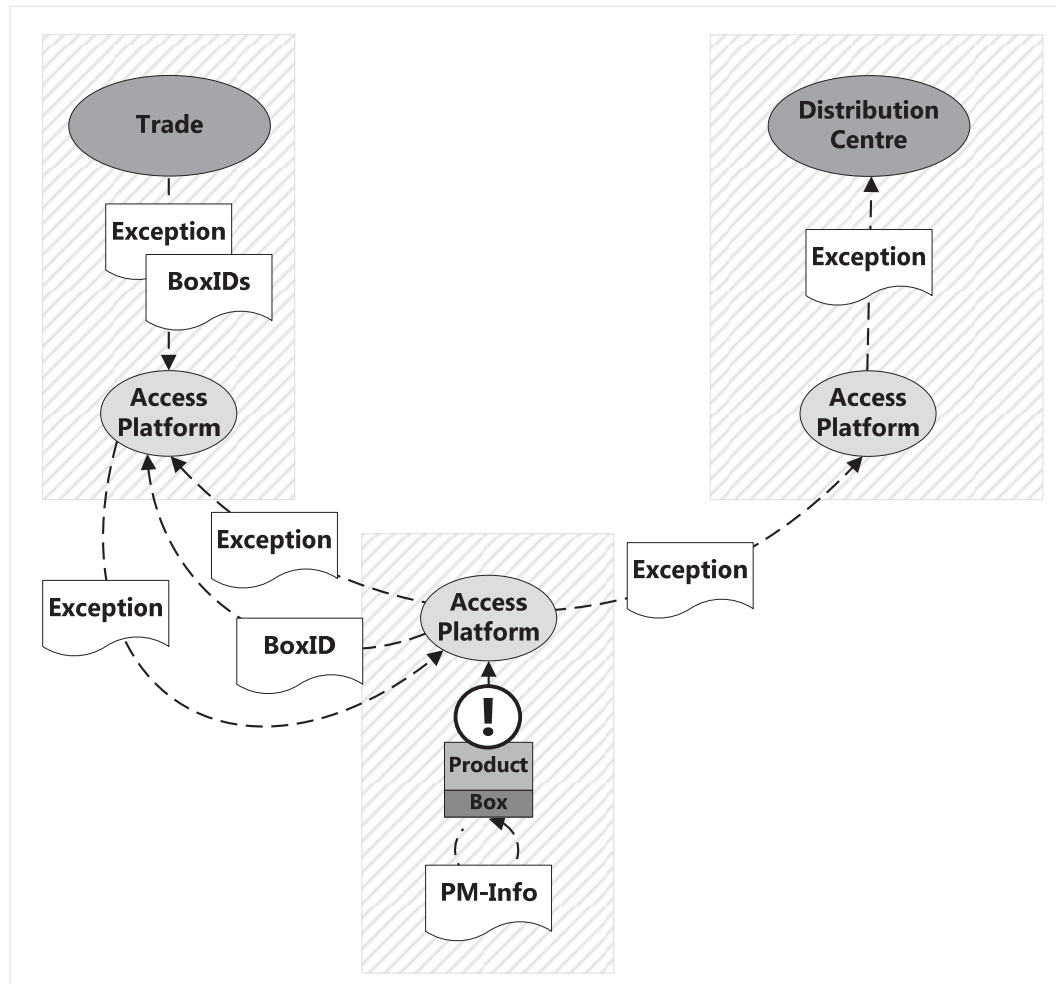 Trade
Exception
BoxIDs
Access
Platform
Distribution
Centre
Exception
Access
Platform
Exception
Exception
BoxID
Access
Platform
Exception
!
Product
Box
PM-Info